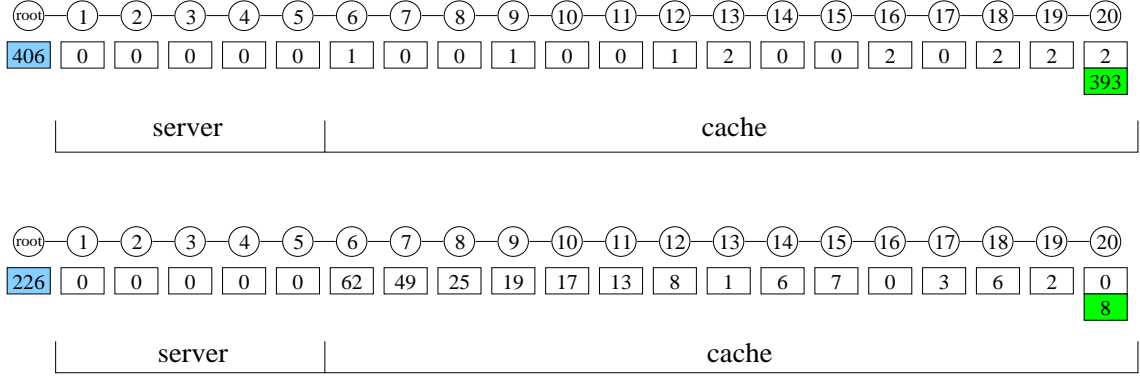 root 1 2 3 4 5 6 7 8 9 10 11 12 13 14 15 16 17 18 19 20
406 0 0 0 0 0 1 0 0 1 0 0 1 2 0 0 2 0 2 2 2
393
server cache
root 1 2 3 4 5 6 7 8 9 10 11 12 13 14 15 16 17 18 19 20
226 0 0 0 0 0 62 49 25 19 17 13 8 1 6 7 0 3 6 2 0
8
server cache